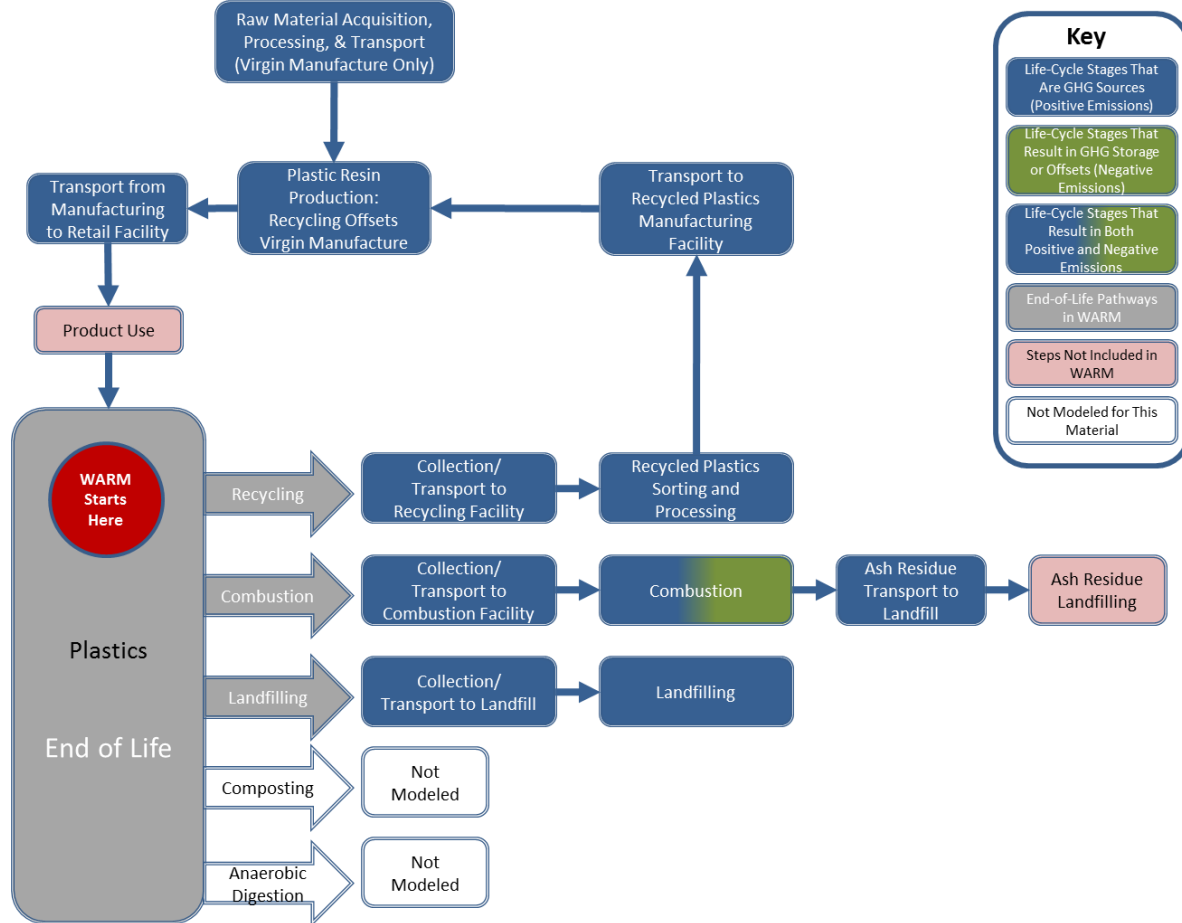 Raw Material Acquisition,
Processing, & Transport
(Virgin Manufacture Only)
Key
Life-Cycle Stages That
Are GHG Sources
(Positive Emissions)
Life-Cycle Stages That
Result in GHG Storage
or Offsets (Negative
Emissions)
Life-Cycle Stages That
Result in Both
Positive and Negative
Emissions
End-of-Life Pathways
in WARM
Steps Not Included in
WARM
Not Modeled for This
Material
Transport from
Manufacturing
to Retail Facility
Plastic Resin
Production:
Recycling Offsets
Virgin Manufacture
Transport to
Recycled Plastics
Manufacturing
Facility
Product Use
WARM
Starts
Here
Plastics
End of Life
Recycling
Collection/
Transport to
Recycling Facility
Recycled Plastics
Sorting and
Processing
Combustion
Collection/
Transport to
Combustion Facility
Combustion
Ash Residue
Transport to
Landfill
Ash Residue
Landfilling
Landfilling
Collection/
Transport to Landfill
Landfilling
Composting
Not
Modeled
Anaerobic
Digestion
Not
Modeled